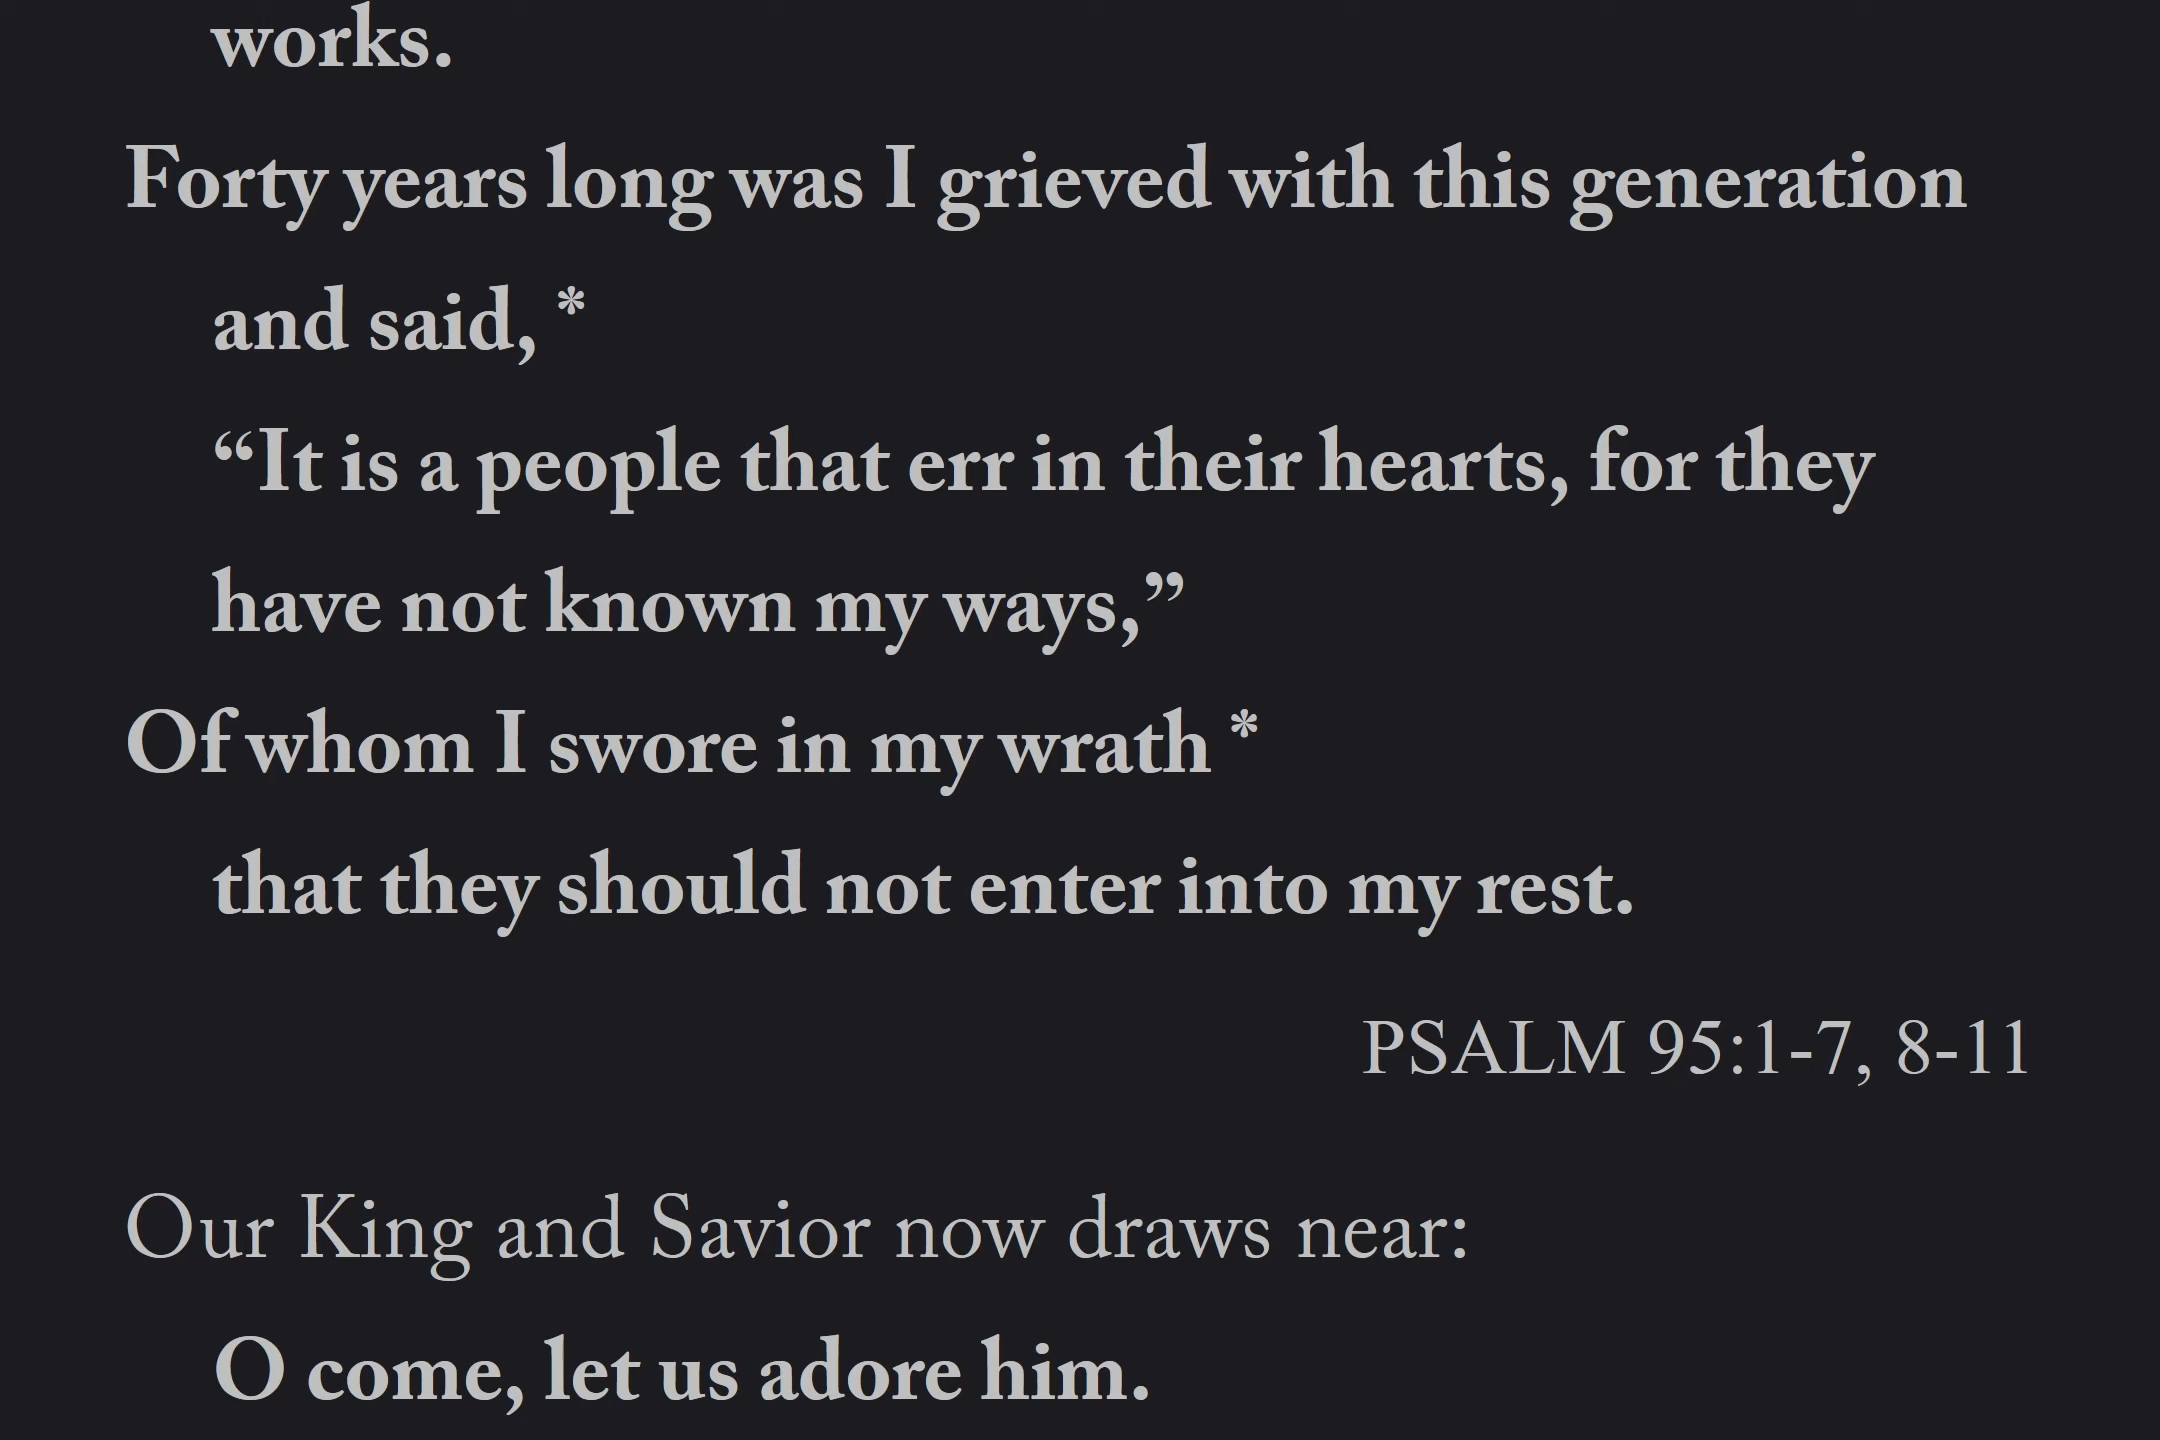 works.
Forty years long was I grieved with this generation
and said, *
“It is a people that err in their hearts, for they
have not known my ways,”
Of whom I swore in my wrath *
that they should not enter into my rest.
PSALM 95:1-7, 8-11
Our King and Savior now draws near:
O come, let us adore him.